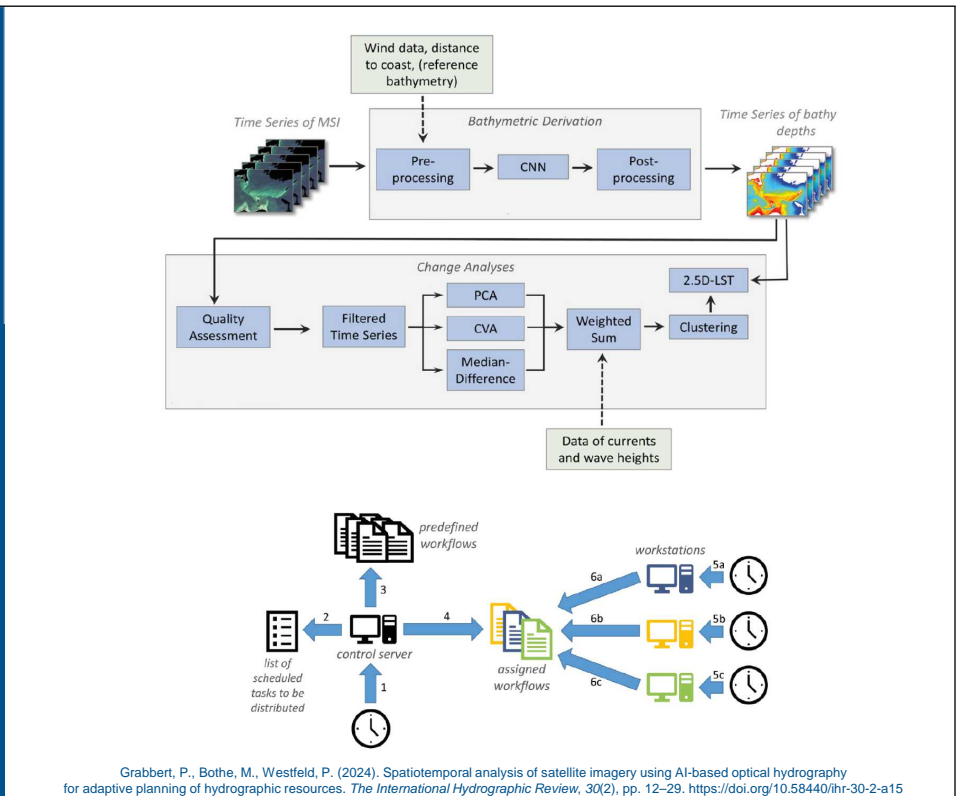 Wind data, distance
to coast, (reference
bathymetry)
Time Series of MSI
Bathymetric Derivation
Time Series of bathy
depths
Pre-
processing
CNN
Post-
processing
Change Analyses
Quality
Assessment
Filtered
Time Series
PCA
CVA
Median-
Difference
Weighted
Sum
2.5D-LST
Clustering
Data of currents
and wave heights
predefined
workflows
3
2
4
control server
list of
scheduled
tasks to be
distributed
1
assigned
workflows
workstations
6a
5a
6b
5b
6c
5c
Grabbert, P., Bothe, M., Westfeld, P. (2024). Spatiotemporal analysis of satellite imagery using AI-based optical hydrography
for adaptive planning of hydrographic resources. The International Hydrographic Review, 30(2), pp. 12–29. https://doi.org/10.58440/ihr-30-2-a15